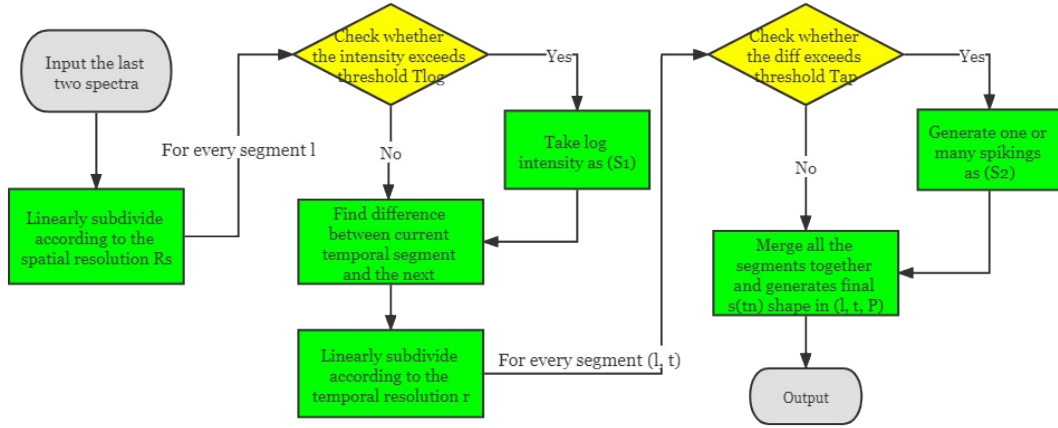 Input the last
two spectra
Linearly subdivide
according to the
spatial resolution Rs
For every segment l
Check whether
the intensity exceeds
threshold Tlog
Yes
Take log
intensity as (S1)
No
Find difference
between current
temporal segment
and the next
Linearly subdivide
according to the
temporal resolution r
For every segment (l, t)
Check whether
the diff exceeds
threshold Tap
Yes
Generate one or
many spikings
as (S2)
No
Merge all the
segments together
and generates final
s(tn) shape in (l, t, P)
Output